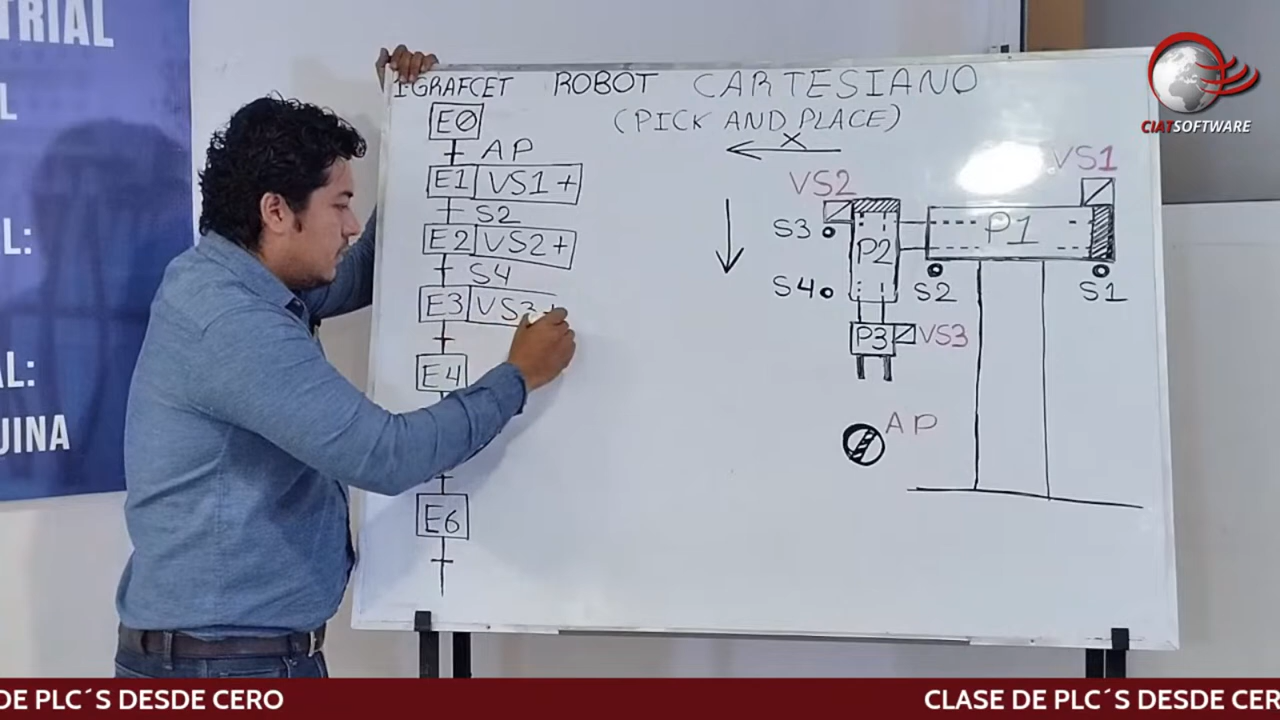 TRIAL
L
L:
AL:
UINA
1-GRAFCET ROBOT CARTESIANO
(PICK AND PLACE)
X
E0
AP
E1 VS1+
S2
E2 VS2+
S4
E3 VS3+
E4
E6
VS1
VS2
S3
P2
P1
S4
S2
S1
P3
VS3
AP
CIATSOFTWARE
DE PLC´S DESDE CERO
CLASE DE PLC´S DESDE CER